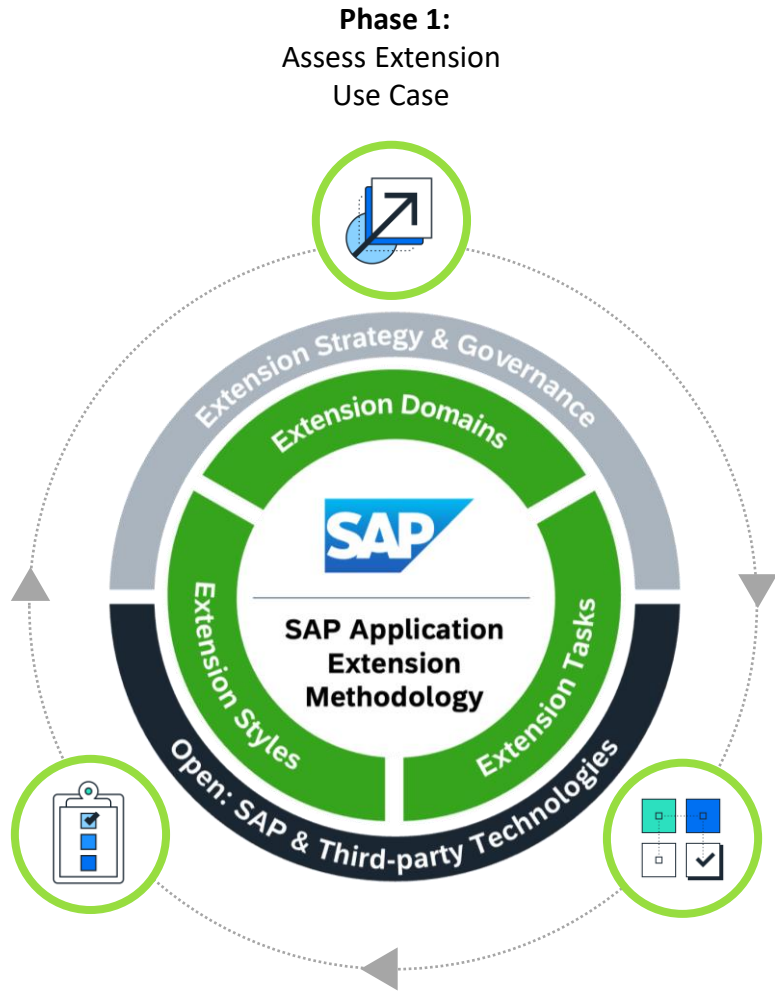 Phase 1:
Assess Extension
Use Case
Extension Strategy & Governance
Extension Domains
SAP
SAP Application
Extension
Methodology
Extension Styles
Extension Tasks
Open: SAP & Third-party Technologies